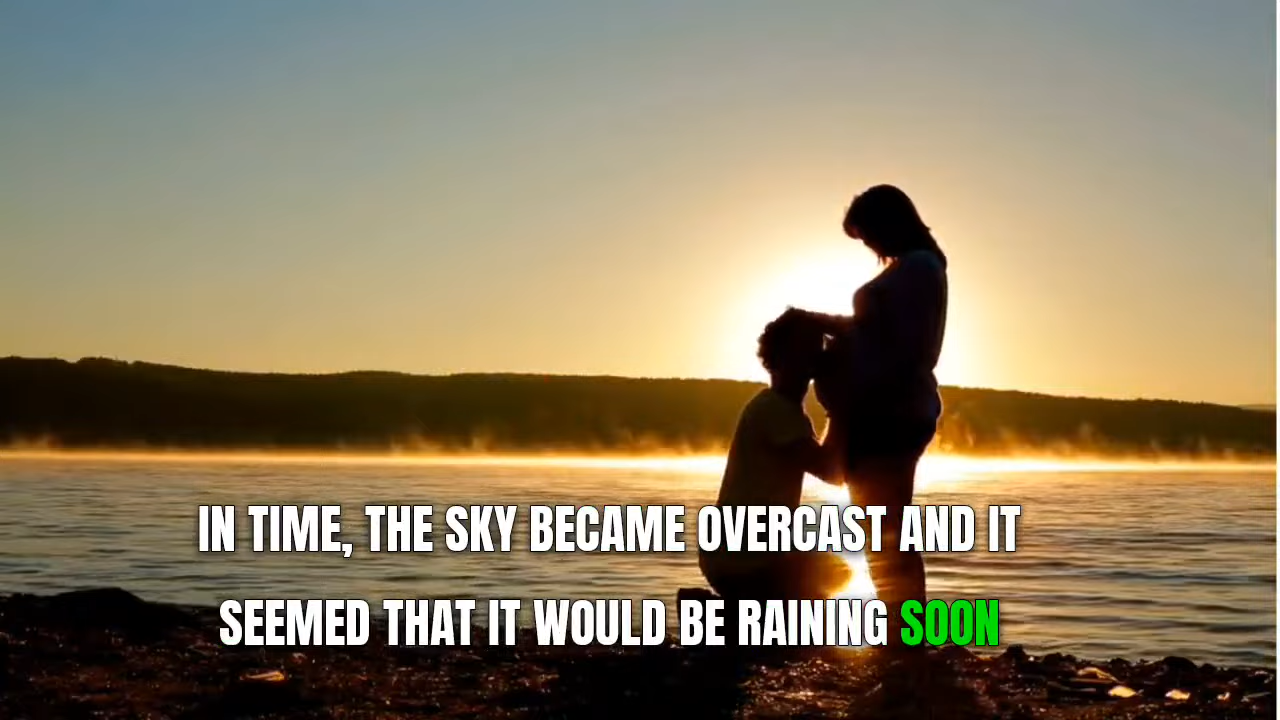 IN TIME, THE SKY BECAME OVERCAST AND IT
SEEMED THAT IT WOULD BE RAINING SOON